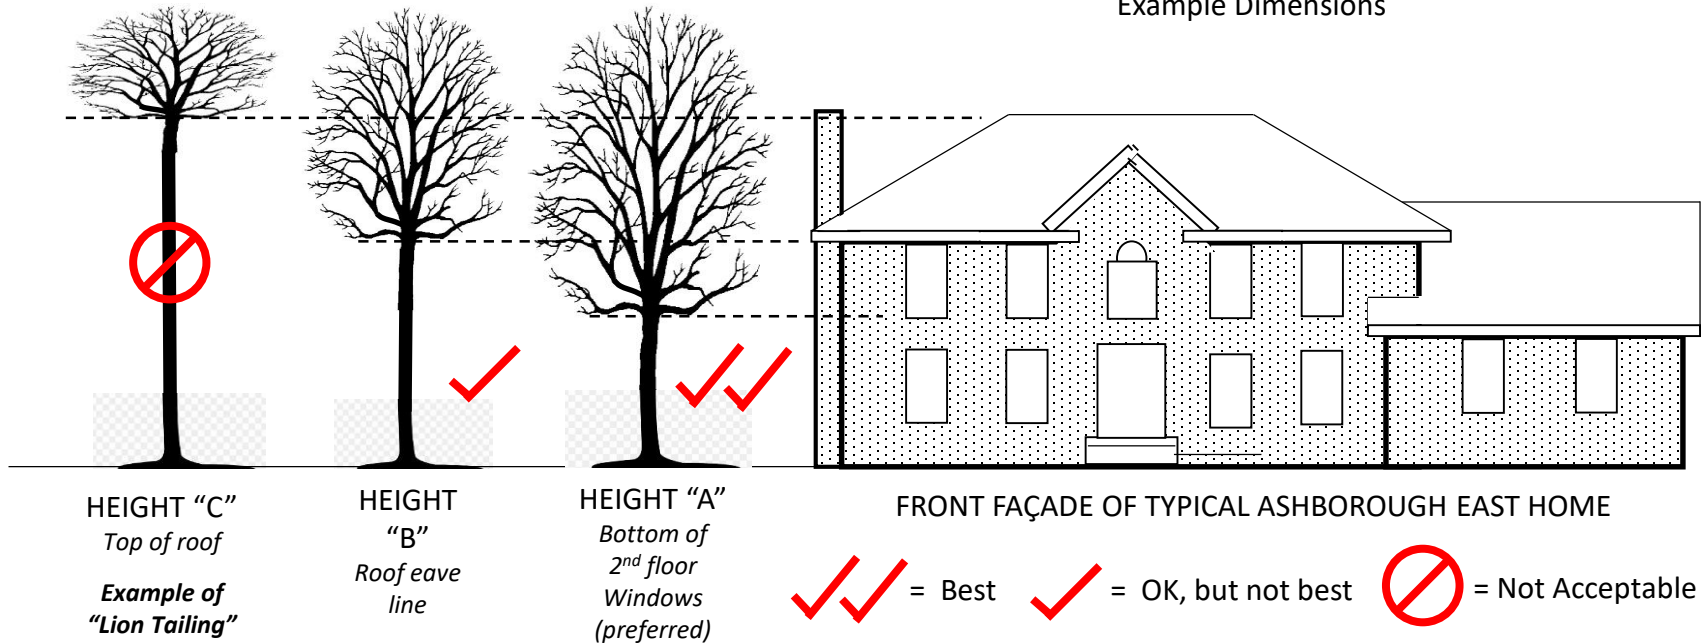 Example Dimensions
HEIGHT “C”
Top of roof
Example of
“Lion Tailing”
HEIGHT
“B”
Roof eave
line
HEIGHT “A”
Bottom of
2nd floor
Windows
(preferred)
FRONT FAÇADE OF TYPICAL ASHBOROUGH EAST HOME
= Best
= OK, but not best
= Not Acceptable